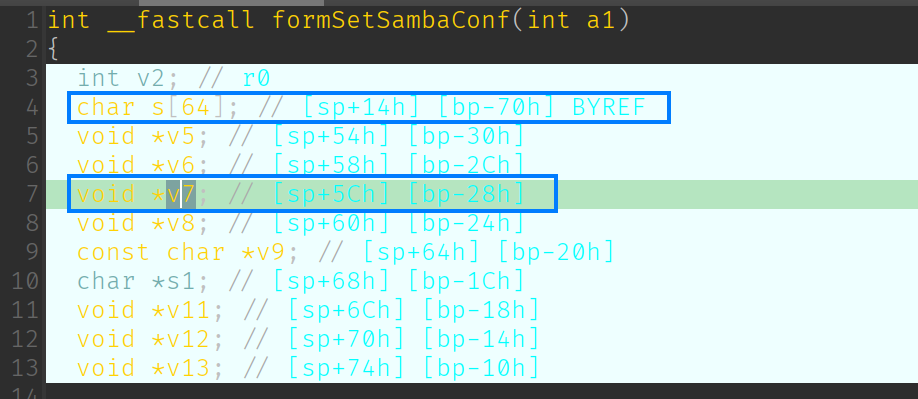 1 int __fastcall formSetSambaConf(int a1)
2 {
3 int v2; // r0
4 char s[64]; // [sp+14h] [bp-70h] BYREF
5 void *v5; // [sp+54h] [bp-30h]
6 void *v6; // [sp+58h] [bp-2Ch]
7 void *v7; // [sp+5Ch] [bp-28h]
8 void *v8; // [sp+60h] [bp-24h]
9 const char *v9; // [sp+64h] [bp-20h]
10 char *s1; // [sp+68h] [bp-1Ch]
11 void *v11; // [sp+6Ch] [bp-18h]
12 void *v12; // [sp+70h] [bp-14h]
13 void *v13; // [sp+74h] [bp-10h]
14